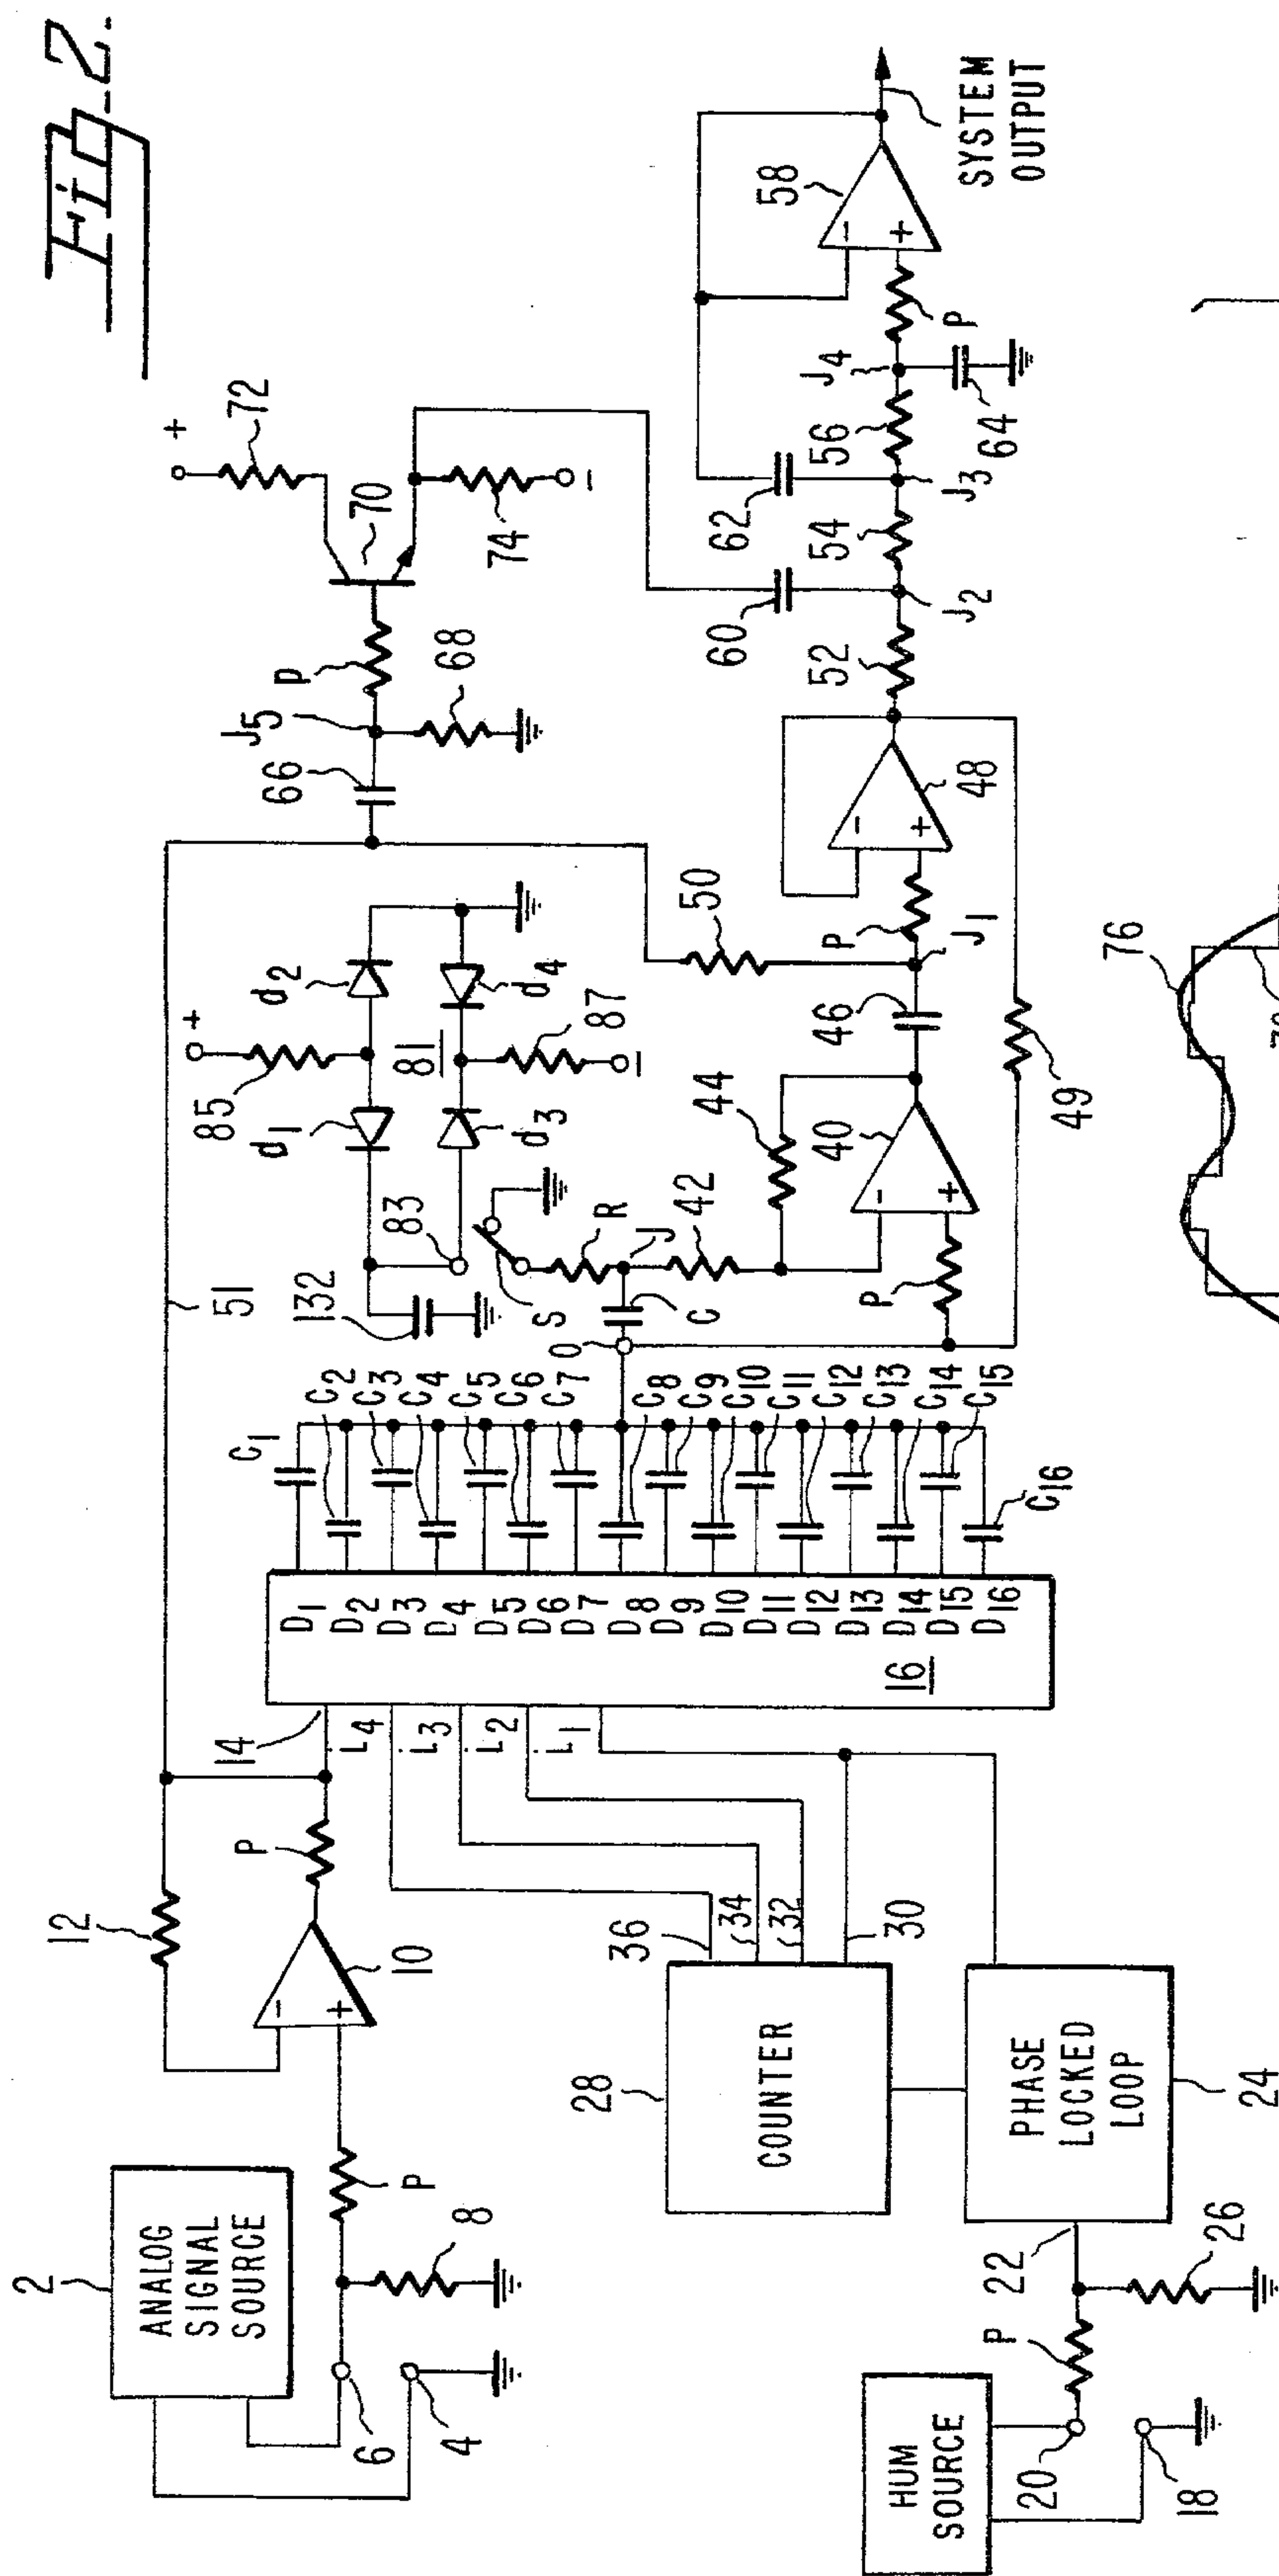 Fig. 2.
2
ANALOG
SIGNAL
SOURCE
6
4
8
P
12
10
-
+
P
14
51
L4
L3
L2
L1
36
34
32
30
28
COUNTER
PHASE
LOCKED
LOOP
24
22
26
P
HUM
SOURCE
20
18
D1
D2
D3
D4
D5
D6
D7
D8
D9
D10
D11
D12
D13
D14
D15
D16
16
C1
C2
C3
C4
C5
C6
C7
C8
C9
C10
C11
C12
C13
C14
C15
C16
O
C
J
R
S
132
83
81
d1
d2
d3
d4
85
+
87
-
42
44
40
-
+
P
46
J1
50
P
48
-
+
49
66
J5
68
P
70
72
+
74
-
52
J2
60
54
62
J3
56
J4
64
P
58
-
+
SYSTEM
OUTPUT
76